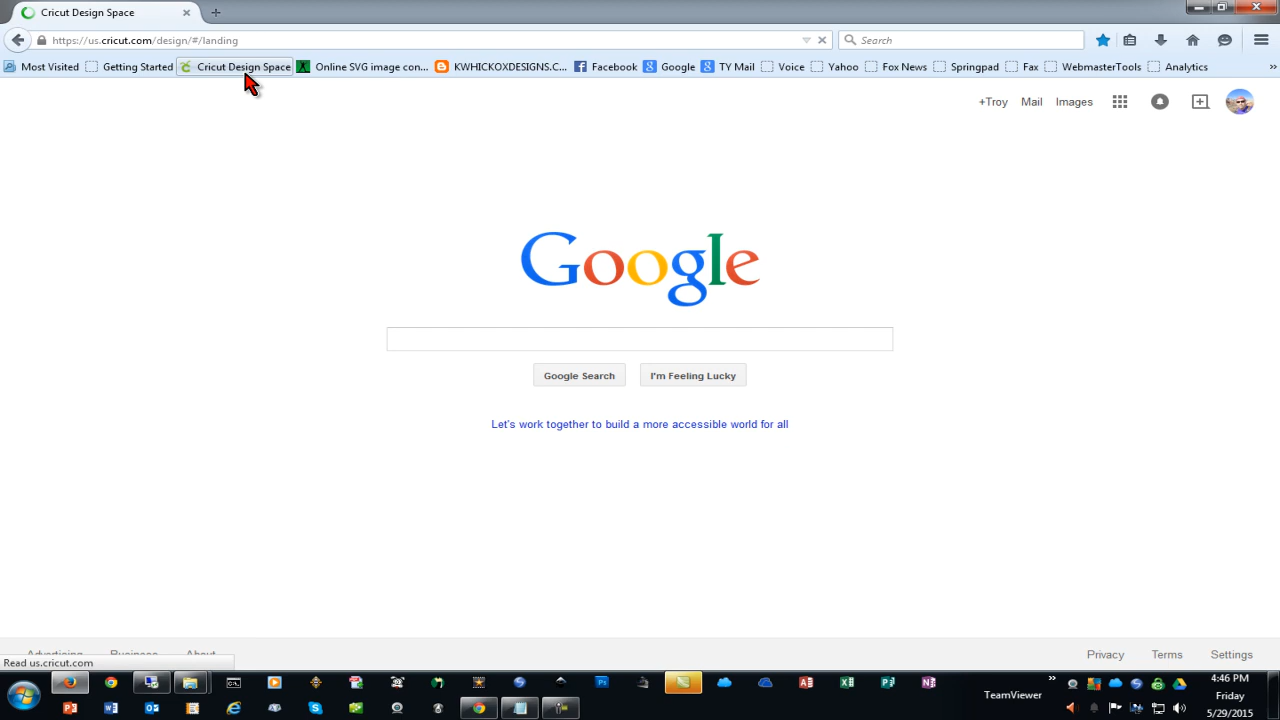 Cricut Design Space
https://us.cricut.com/design/#/landing
Search
Most Visited Getting Started Cricut Design Space Online SVG image con... KWHICKOXDESIGNS.C... Facebook Google TY Mail Voice Yahoo Fox News Springpad Fax WebmasterTools Analytics »
+Troy Mail Images
Google
Google Search I'm Feeling Lucky
Let's work together to build a more accessible world for all
Advertising Business About Privacy Terms Settings
Read us.cricut.com
TeamViewer
4:46 PM
Friday
5/29/2015